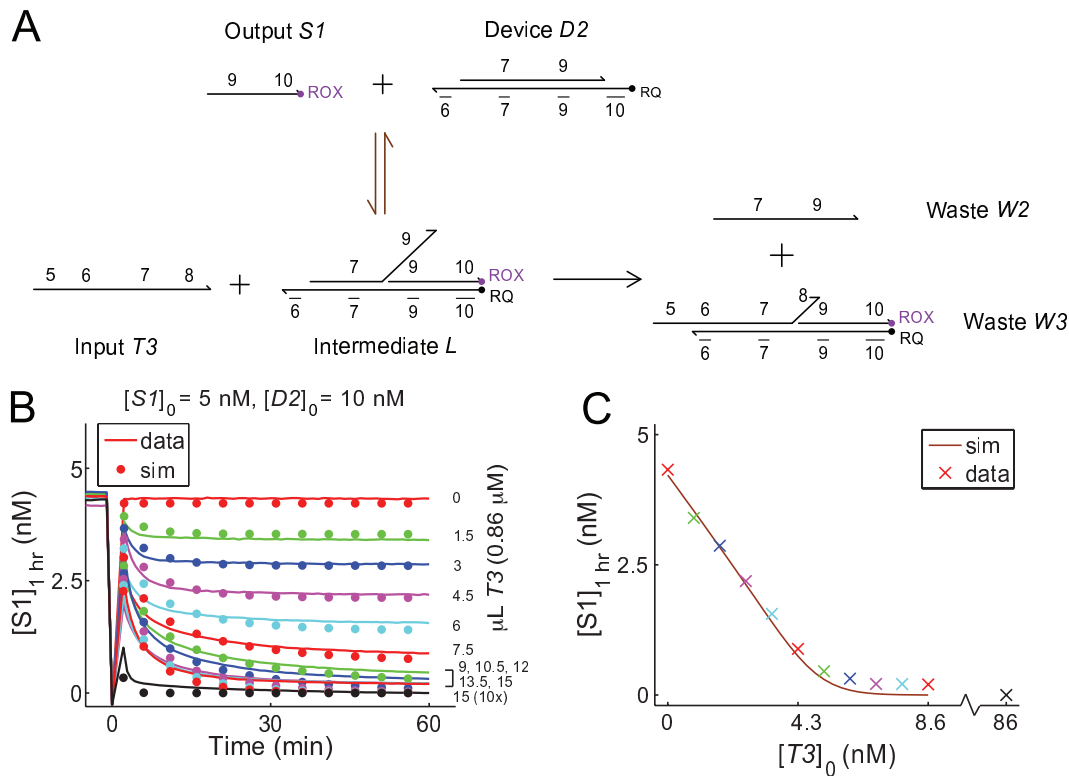 A
Output S1
Device D2
9 10 ROX
+
7 9
6̅ 7̅ 9̅ 10̅ RQ
5 6 7 8
+
9
7 9 10 ROX
6̅ 7̅ 9̅ 10̅ RQ
Input T3
Intermediate L
7 9
Waste W2
+
5 6 7 8 9 10 ROX
6̅ 7̅ 9̅ 10̅ RQ
Waste W3
B
[S1]0 = 5 nM, [D2]0 = 10 nM
data
sim
[S1]1 hr (nM)
5
2.5
0
0 30 60
Time (min)
0
1.5
3
4.5
6
7.5
9, 10.5, 12
13.5, 15
15 (10x)
μL T3 (0.86 μM)
C
sim
data
[S1]1 hr (nM)
5
2.5
0
0 4.3 8.6 86
[T3]0 (nM)